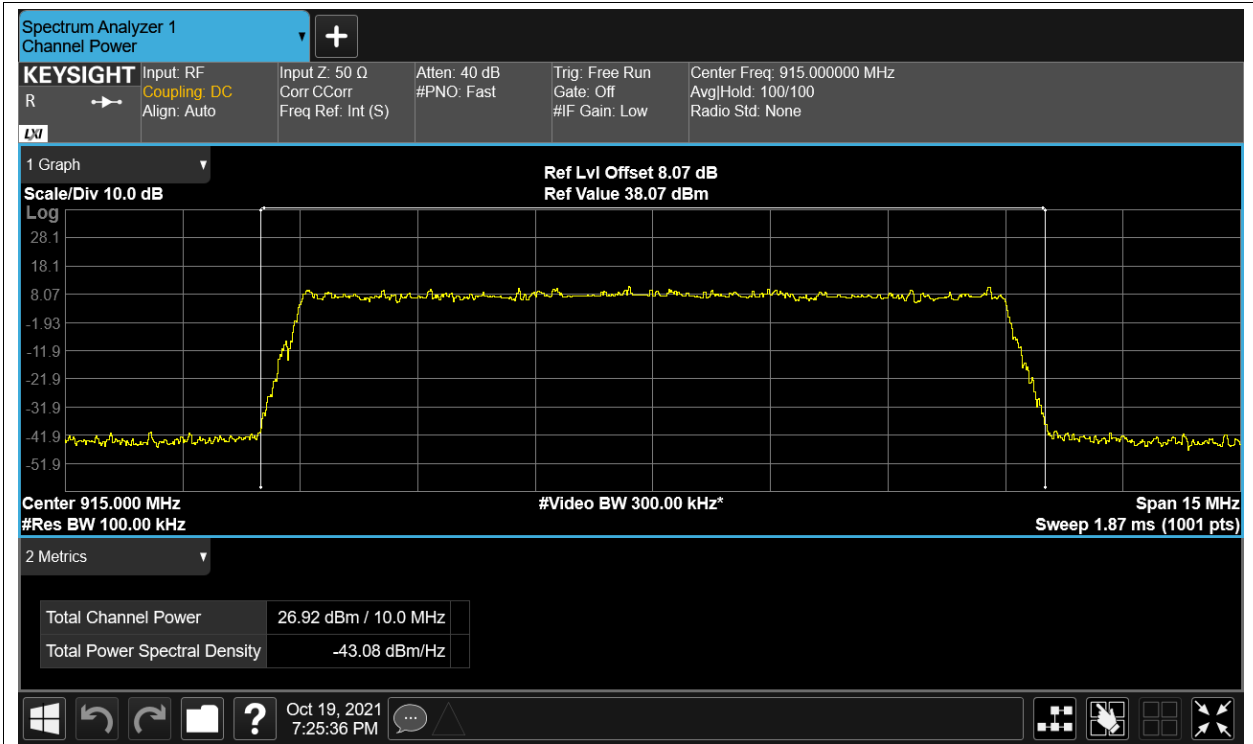 Spectrum Analyzer 1
Channel Power
▼
+
KEYSIGHT
R
LXI
Input: RF
Coupling: DC
Align: Auto
Input Z: 50 Ω
Corr CCorr
Freq Ref: Int (S)
Atten: 40 dB
#PNO: Fast
Trig: Free Run
Gate: Off
#IF Gain: Low
Center Freq: 915.000000 MHz
Avg|Hold: 100/100
Radio Std: None
1 Graph ▼
Scale/Div 10.0 dB
Ref Lvl Offset 8.07 dB
Ref Value 38.07 dBm
Log
28.1
18.1
8.07
-1.93
-11.9
-21.9
-31.9
-41.9
-51.9
Center 915.000 MHz
#Res BW 100.00 kHz
#Video BW 300.00 kHz*
Span 15 MHz
Sweep 1.87 ms (1001 pts)
2 Metrics ▼
Total Channel Power 26.92 dBm / 10.0 MHz
Total Power Spectral Density -43.08 dBm/Hz
?
Oct 19, 2021
7:25:36 PM
...